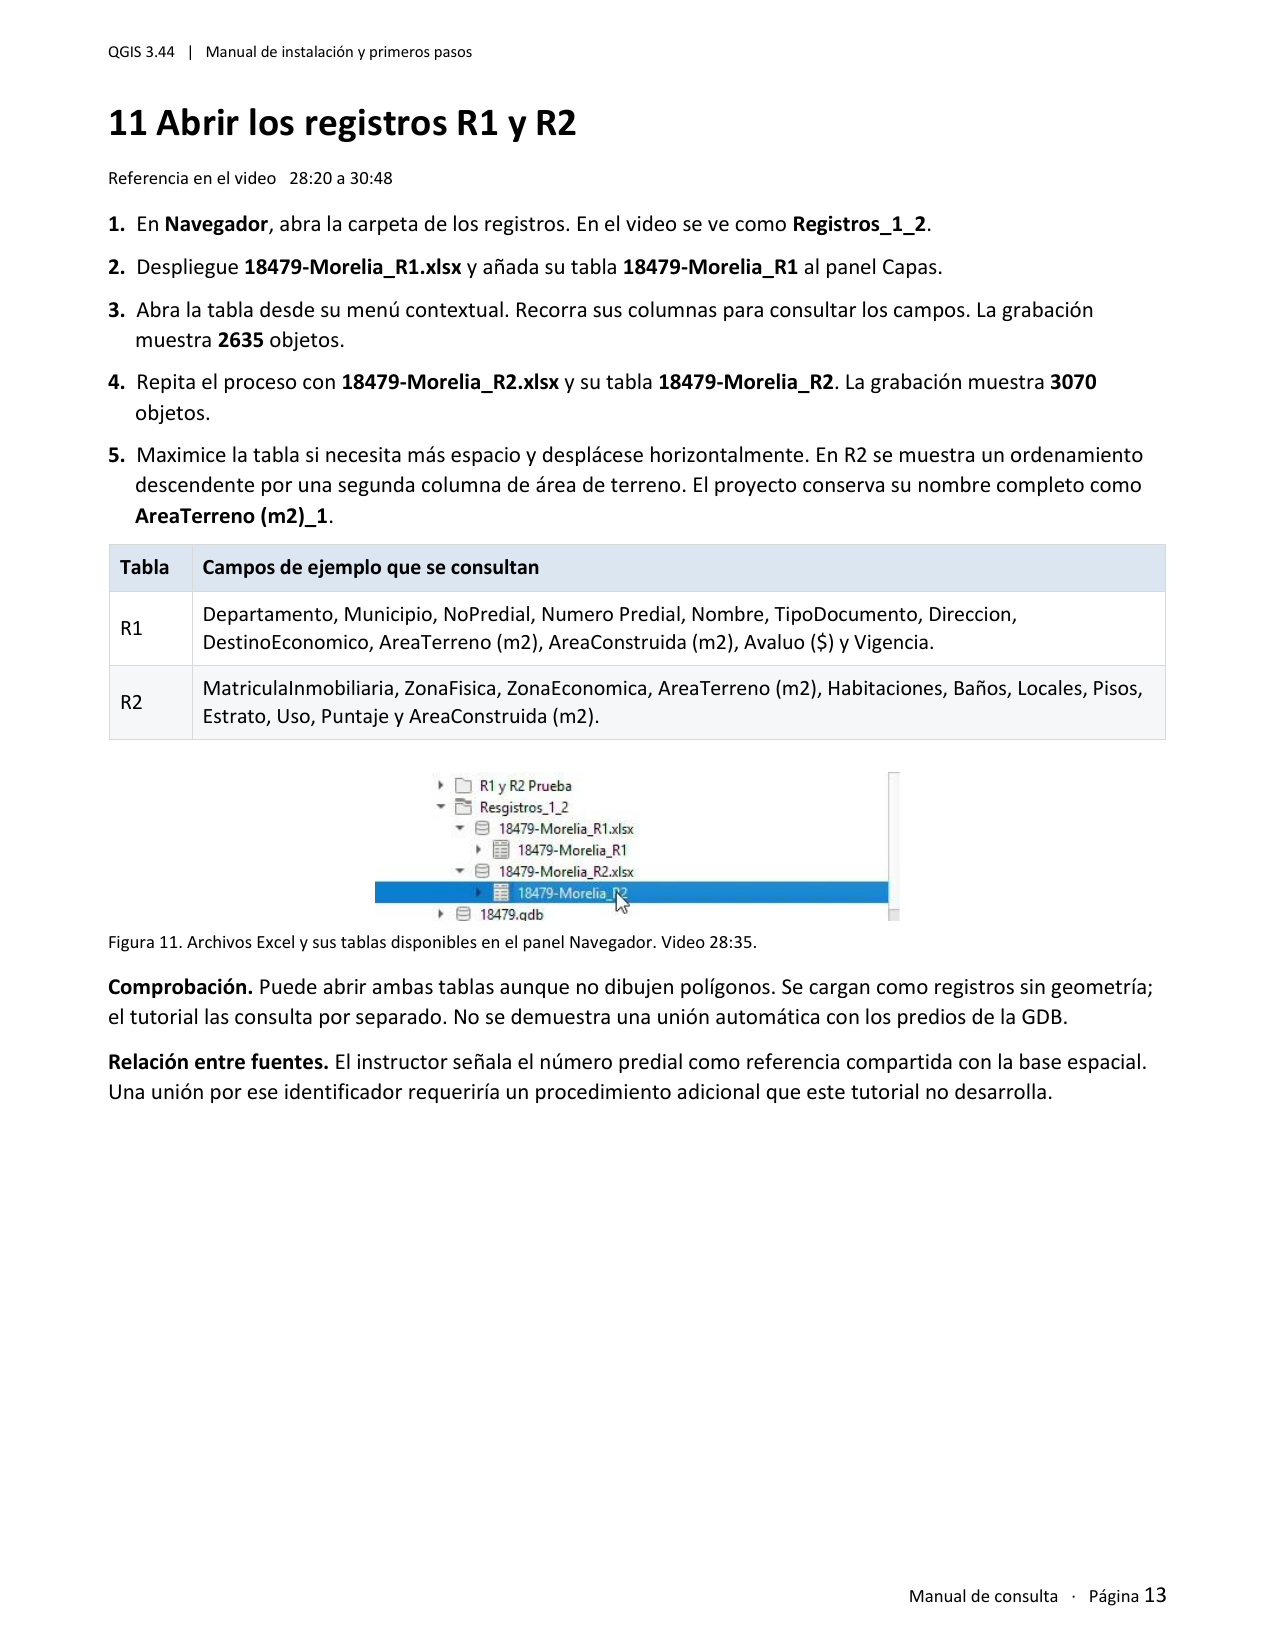 QGIS 3.44 | Manual de instalación y primeros pasos
11 Abrir los registros R1 y R2
Referencia en el video 28:20 a 30:48
1. En Navegador, abra la carpeta de los registros. En el video se ve como Registros_1_2.
2. Despliegue 18479-Morelia_R1.xlsx y añada su tabla 18479-Morelia_R1 al panel Capas.
3. Abra la tabla desde su menú contextual. Recorra sus columnas para consultar los campos. La grabación
muestra 2635 objetos.
4. Repita el proceso con 18479-Morelia_R2.xlsx y su tabla 18479-Morelia_R2. La grabación muestra 3070
objetos.
5. Maximice la tabla si necesita más espacio y desplácese horizontalmente. En R2 se muestra un ordenamiento
descendente por una segunda columna de área de terreno. El proyecto conserva su nombre completo como
AreaTerreno (m2)_1.
Tabla Campos de ejemplo que se consultan
R1 Departamento, Municipio, NoPredial, Numero Predial, Nombre, TipoDocumento, Direccion,
DestinoEconomico, AreaTerreno (m2), AreaConstruida (m2), Avaluo ($) y Vigencia.
R2 MatriculaInmobiliaria, ZonaFisica, ZonaEconomica, AreaTerreno (m2), Habitaciones, Baños, Locales, Pisos,
Estrato, Uso, Puntaje y AreaConstruida (m2).
R1 y R2 Prueba
Resgistros_1_2
18479-Morelia_R1.xlsx
18479-Morelia_R1
18479-Morelia_R2.xlsx
18479-Morelia_R2
18479.gdb
Figura 11. Archivos Excel y sus tablas disponibles en el panel Navegador. Video 28:35.
Comprobación. Puede abrir ambas tablas aunque no dibujen polígonos. Se cargan como registros sin geometría;
el tutorial las consulta por separado. No se demuestra una unión automática con los predios de la GDB.
Relación entre fuentes. El instructor señala el número predial como referencia compartida con la base espacial.
Una unión por ese identificador requeriría un procedimiento adicional que este tutorial no desarrolla.
Manual de consulta · Página 13